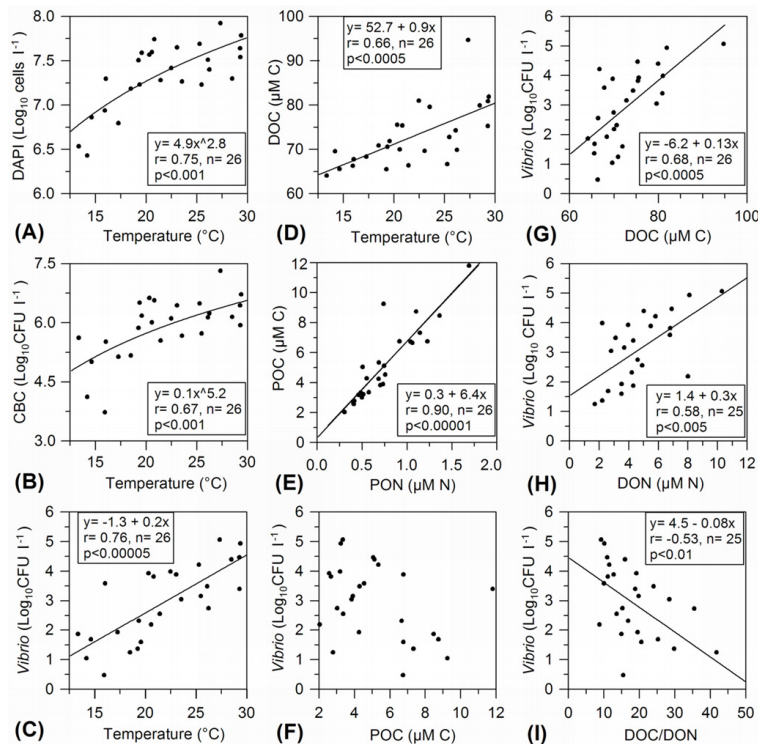 DAPI (Log10 cells l-1)
8.0
7.5
7.0
6.5
6.0
y= 4.9x^2.8
r= 0.75, n= 26
p<0.001
15 20 25 30
(A) Temperature (°C)
DOC (µM C)
100
90
80
70
60
y= 52.7 + 0.9x
r= 0.66, n= 26
p<0.0005
15 20 25 30
(D) Temperature (°C)
Vibrio (Log10CFU l-1)
6
5
4
3
2
1
0
y= -6.2 + 0.13x
r= 0.68, n= 26
p<0.0005
60 80 100
(G) DOC (µM C)
CBC (Log10CFU l-1)
7.5
6.0
4.5
3.0
y= 0.1x^5.2
r= 0.67, n= 26
p<0.001
15 20 25 30
(B) Temperature (°C)
POC (µM C)
12
10
8
6
4
2
0
y= 0.3 + 6.4x
r= 0.90, n= 26
p<0.00001
0.0 0.5 1.0 1.5 2.0
(E) PON (µM N)
Vibrio (Log10CFU l-1)
6
5
4
3
2
1
0
y= 1.4 + 0.3x
r= 0.58, n= 25
p<0.005
0 2 4 6 8 10 12
(H) DON (µM N)
Vibrio (Log10CFU l-1)
6
5
4
3
2
1
0
y= -1.3 + 0.2x
r= 0.76, n= 26
p<0.00005
15 20 25 30
(C) Temperature (°C)
Vibrio (Log10CFU l-1)
6
5
4
3
2
1
0
2 4 6 8 10 12
(F) POC (µM C)
Vibrio (Log10CFU l-1)
6
5
4
3
2
1
0
y= 4.5 - 0.08x
r= -0.53, n= 25
p<0.01
0 10 20 30 40 50
(I) DOC/DON